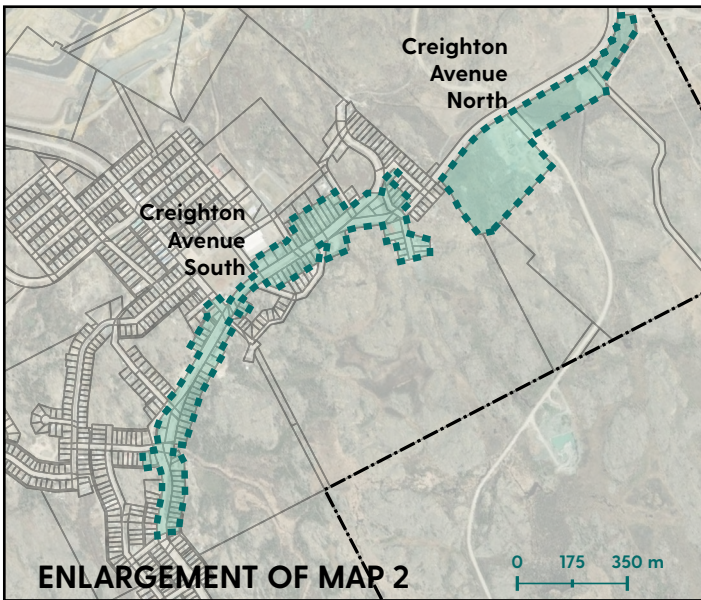 Creighton
Avenue
North
Creighton
Avenue
South
ENLARGEMENT OF MAP 2
0 175 350 m